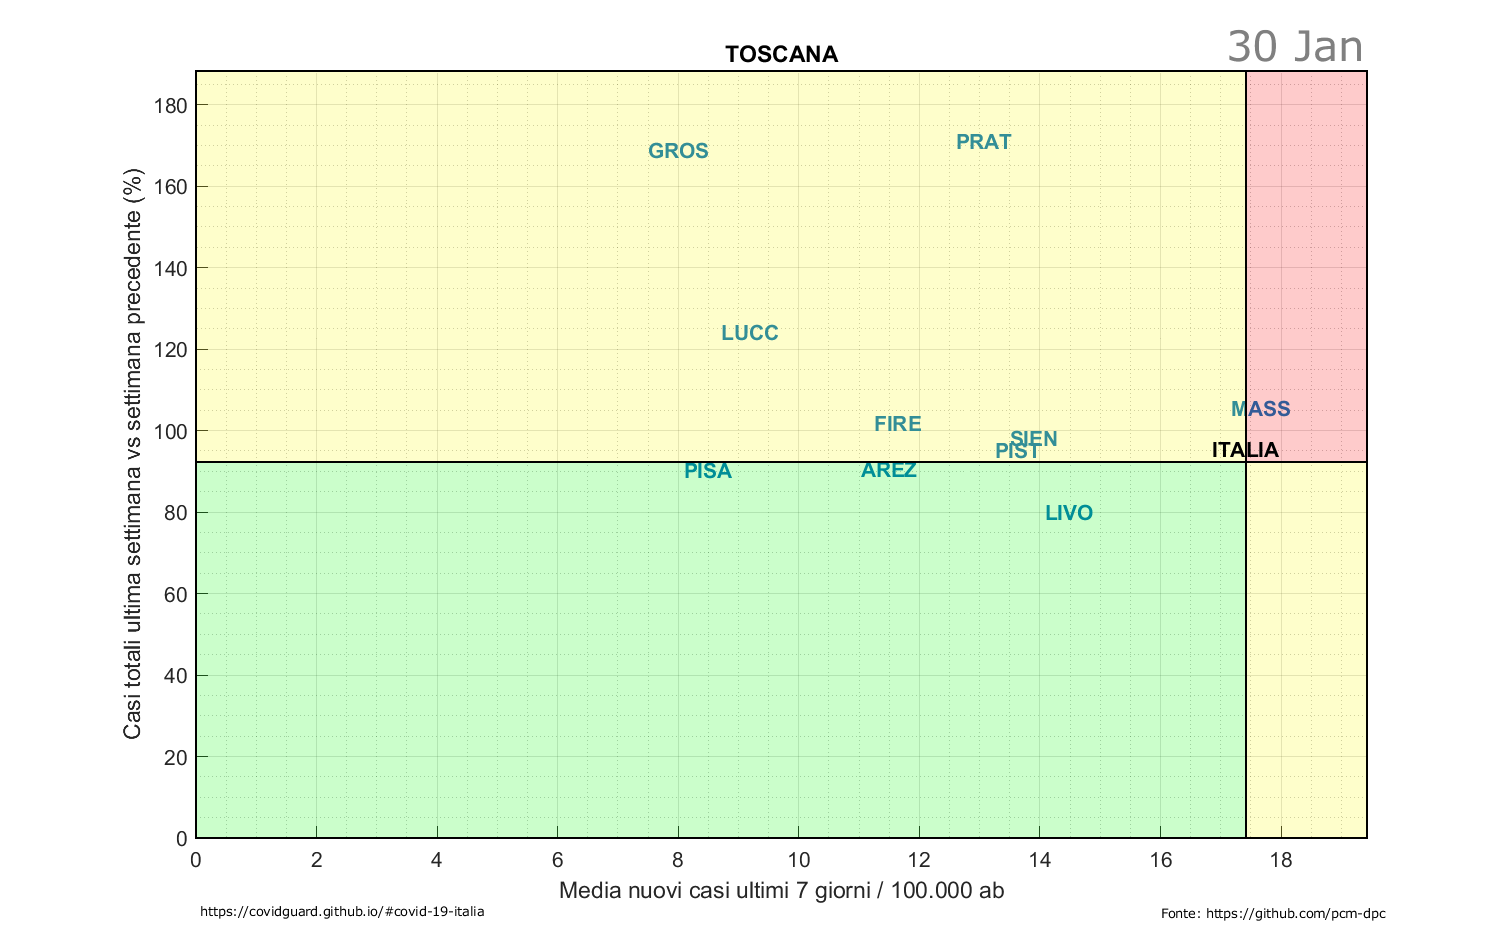 30 Jan
TOSCANA
180
160
140
120
100
80
60
40
20
0
Casi totali ultima settimana vs settimana precedente (%)
PRAT
GROS
LUCC
MASS
FIRE
SIEN
PIST
ITALIA
PISA
AREZ
LIVO
0 2 4 6 8 10 12 14 16 18
Media nuovi casi ultimi 7 giorni / 100.000 ab
https://covidguard.github.io/#covid-19-italia
Fonte: https://github.com/pcm-dpc